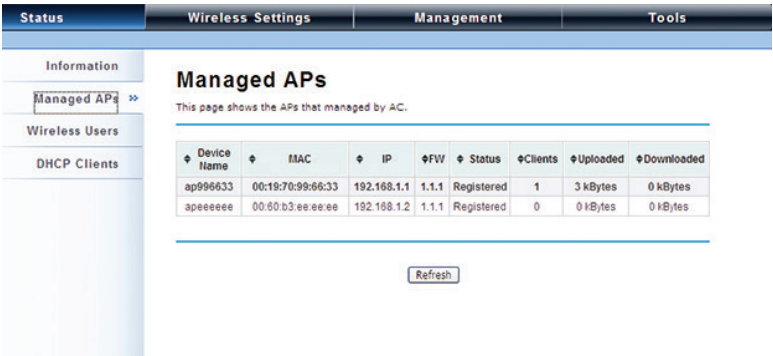 Status Wireless Settings Management Tools
Information
Managed APs »
Wireless Users
DHCP Clients
Managed APs
This page shows the APs that managed by AC.
Device Name MAC IP FW Status Clients Uploaded Downloaded
ap996633 00:19:70:99:66:33 192.168.1.1 1.1.1 Registered 1 3 kBytes 0 kBytes
apeeeeee 00:60:b3:ee:ee:ee 192.168.1.2 1.1.1 Registered 0 0 kBytes 0 kBytes
Refresh